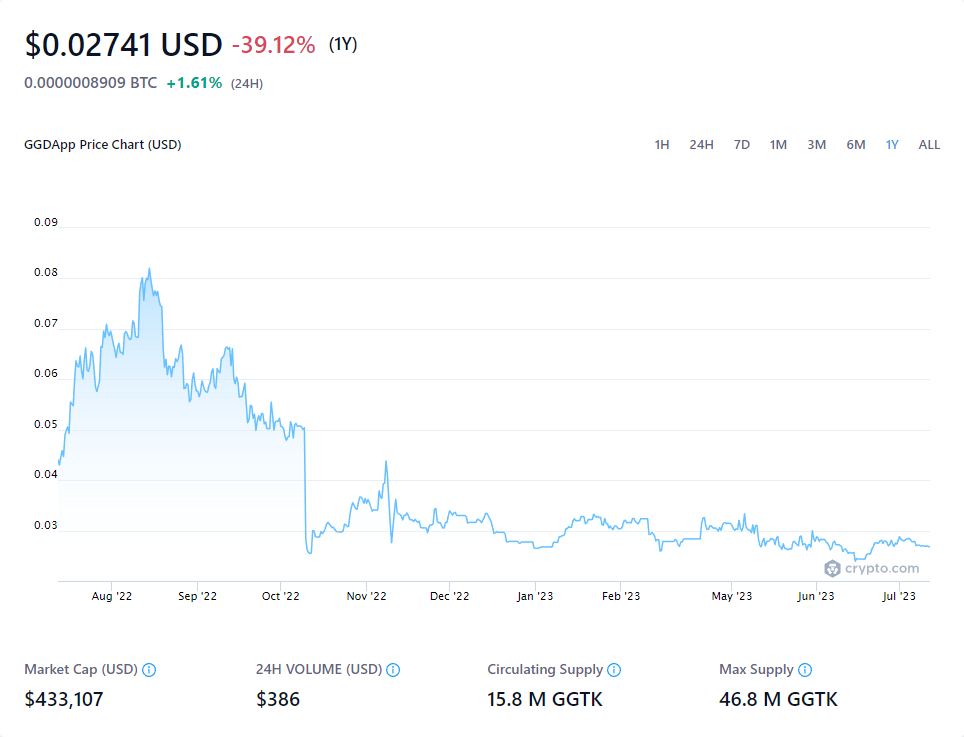 $0.02741 USD -39.12% (1Y)
0.0000008909 BTC +1.61% (24H)
GGDApp Price Chart (USD) 1H 24H 7D 1M 3M 6M 1Y ALL
0.09
0.08
0.07
0.06
0.05
0.04
0.03
crypto.com
Aug '22 Sep '22 Oct '22 Nov '22 Dec '22 Jan '23 Feb '23 May '23 Jun '23 Jul '23
Market Cap (USD) 24H VOLUME (USD) Circulating Supply Max Supply
$433,107 $386 15.8 M GGTK 46.8 M GGTK